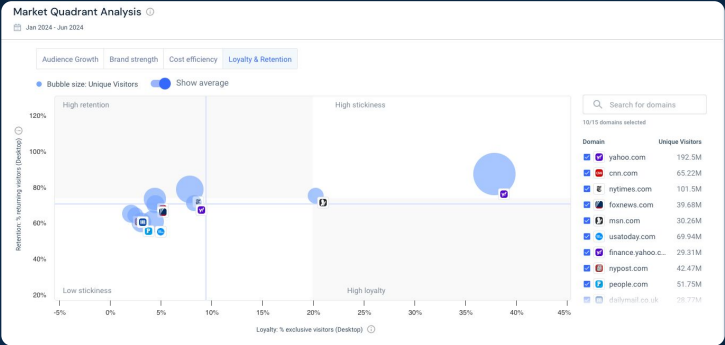 Market Quadrant Analysis
Jan 2024 - Jun 2024
Audience Growth
Brand strength
Cost efficiency
Loyalty & Retention
Bubble size: Unique Visitors
Show average
High retention
High stickiness
Low stickiness
High loyalty
Retention: % returning visitors (Desktop)
120%
100%
80%
60%
40%
20%
-5%
0%
5%
10%
15%
20%
25%
30%
35%
40%
45%
Loyalty: % exclusive visitors (Desktop)
Search for domains
10/15 domains selected
Domain Unique Visitors
yahoo.com 192.5M
cnn.com 65.22M
nytimes.com 101.5M
foxnews.com 39.68M
msn.com 30.26M
usatoday.com 69.94M
finance.yahoo.c... 29.31M
nypost.com 42.47M
people.com 51.75M
dailymail.co.uk 28.77M